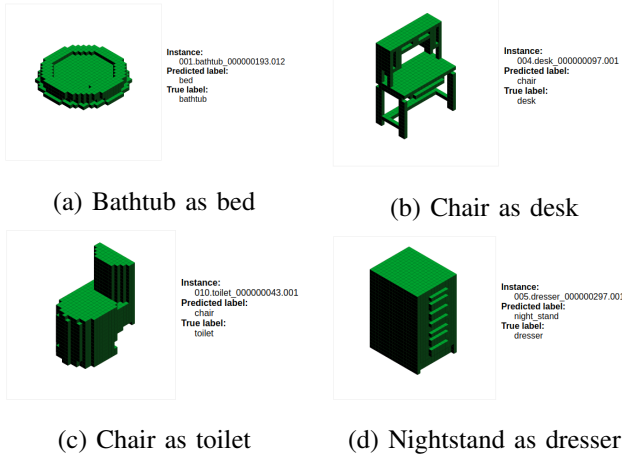 Instance:
001.bathtub_000000193.012
Predicted label:
bed
True label:
bathtub
(a) Bathtub as bed
Instance:
004.desk_000000097.001
Predicted label:
chair
True label:
desk
(b) Chair as desk
Instance:
010.toilet_000000043.001
Predicted label:
chair
True label:
toilet
(c) Chair as toilet
Instance:
005.dresser_000000297.001
Predicted label:
night_stand
True label:
dresser
(d) Nightstand as dresser